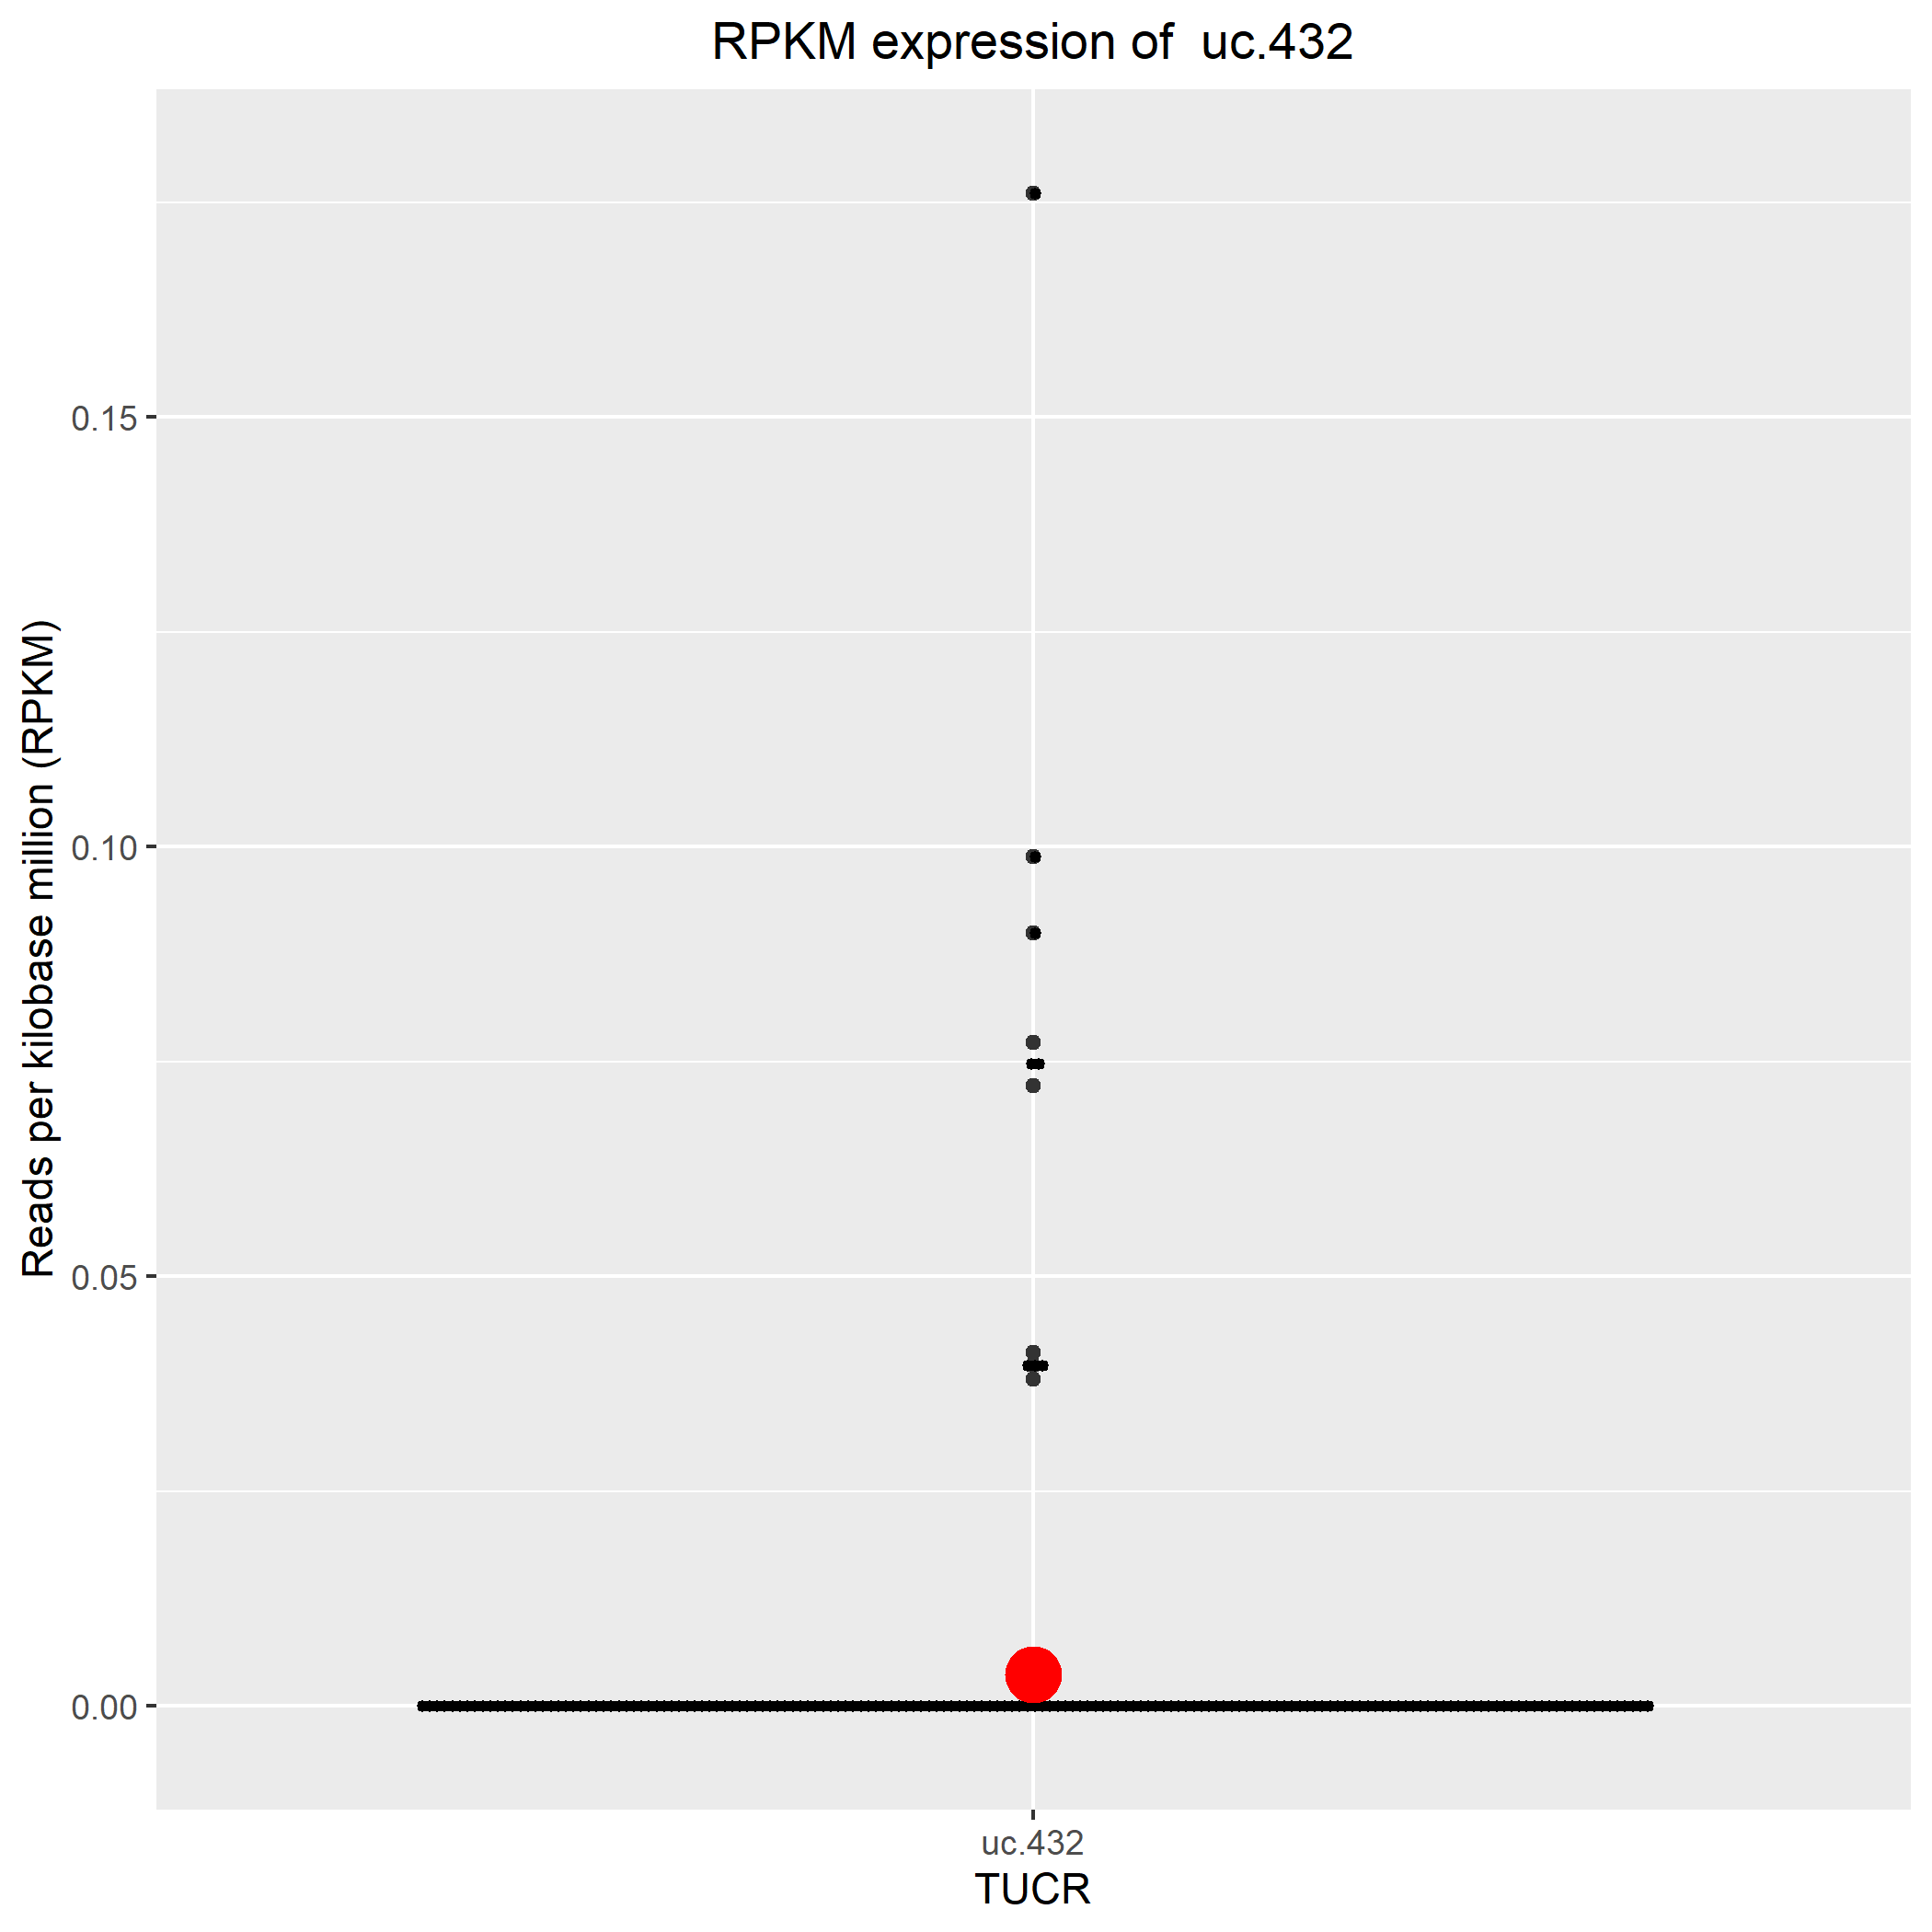 RPKM expression of  uc.432
Reads per kilobase million (RPKM)
0.15
0.10
0.05
0.00
uc.432
TUCR